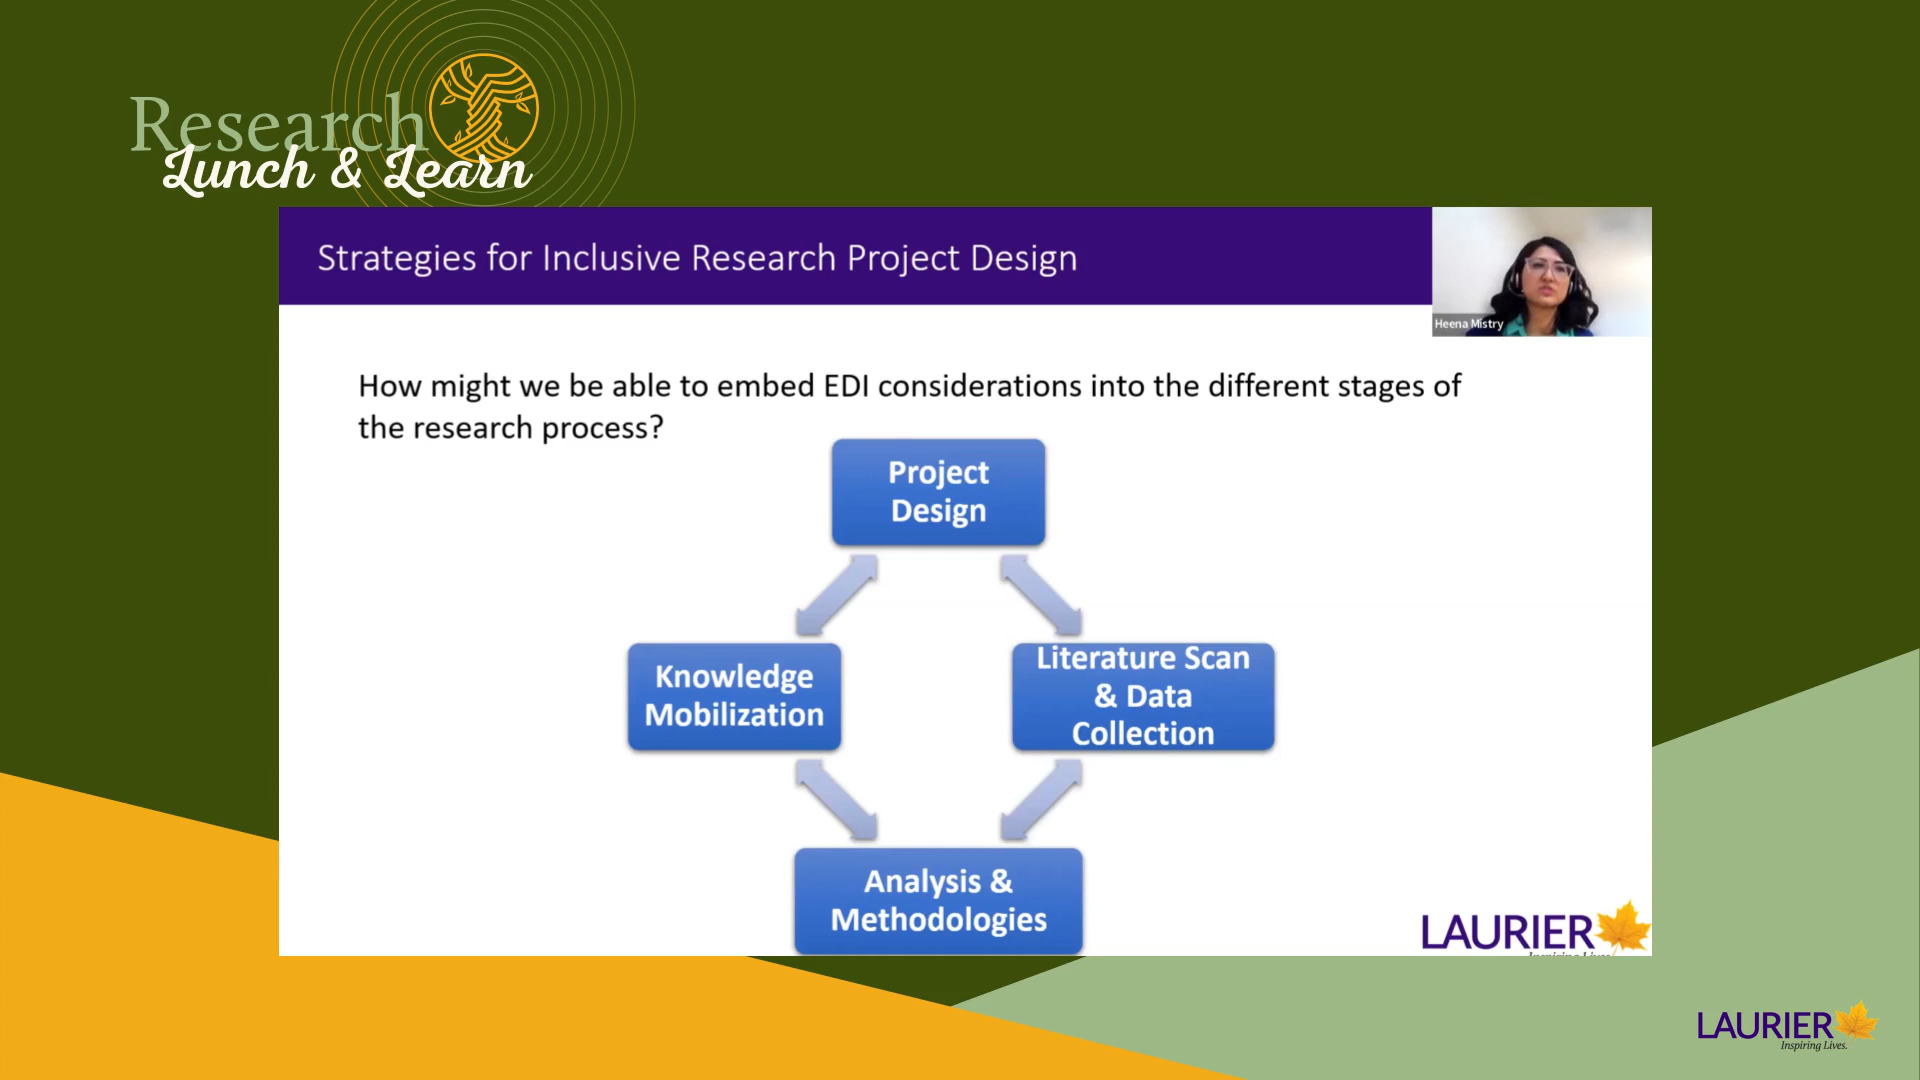 Research
Lunch & Learn
Strategies for Inclusive Research Project Design
Heena Mistry
How might we be able to embed EDI considerations into the different stages of
the research process?
Project
Design
Knowledge
Mobilization
Literature Scan
& Data
Collection
Analysis &
Methodologies
LAURIER
Inspiring Lives.
LAURIER
Inspiring Lives.